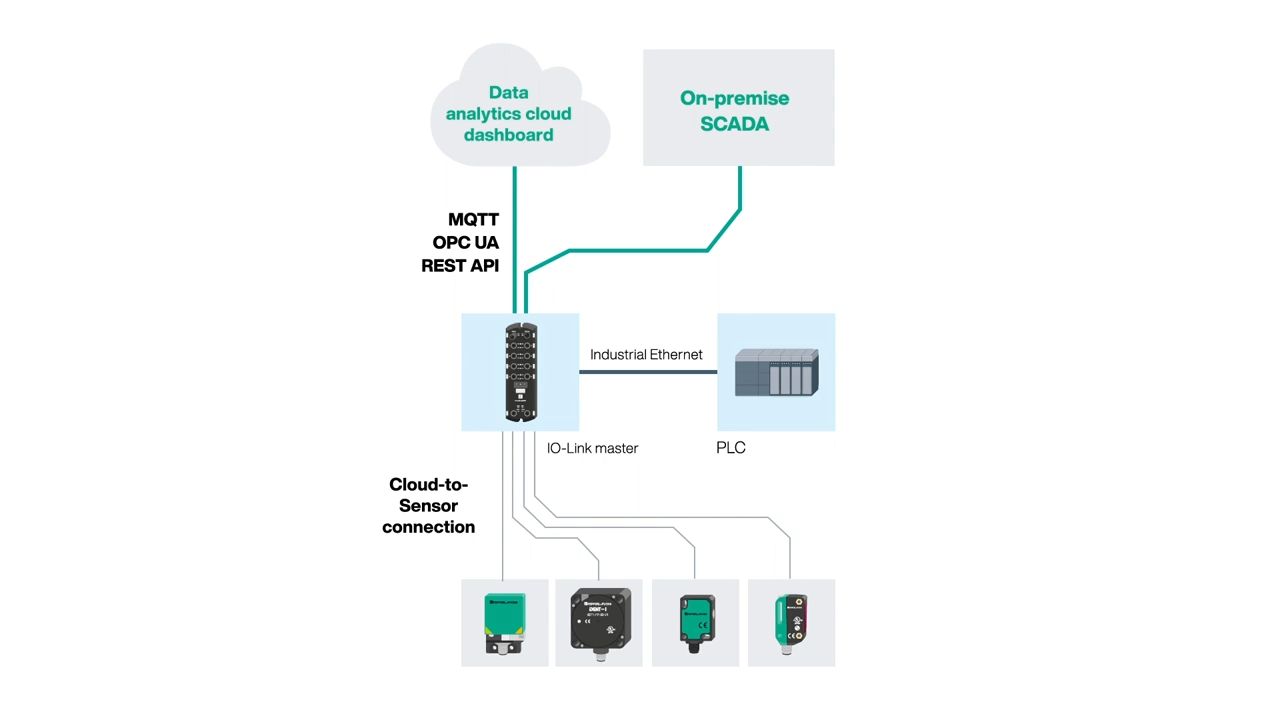 Data
analytics cloud
dashboard
On-premise
SCADA
MQTT
OPC UA
REST API
Industrial Ethernet
IO-Link master
PLC
Cloud-to-
Sensor
connection
IDENT-I